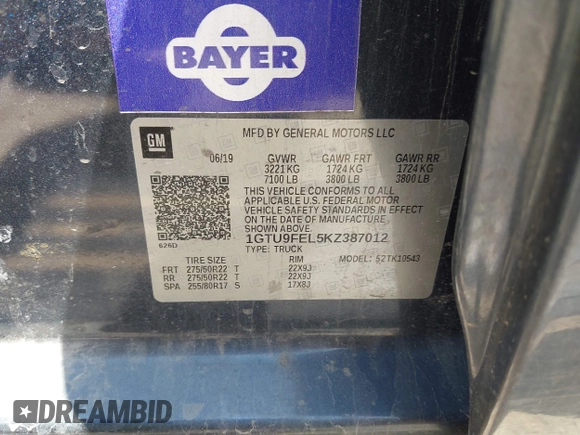 BAYER
GM
MFD BY GENERAL MOTORS LLC
06/19 GVWR GAWR FRT GAWR RR
3221 KG 1724 KG 1724 KG
7100 LB 3800 LB 3800 LB
THIS VEHICLE CONFORMS TO ALL
APPLICABLE U.S. FEDERAL MOTOR
VEHICLE SAFETY STANDARDS IN EFFECT
ON THE DATE OF MANUFACTURE
SHOWN ABOVE.
1GTU9FEL5KZ387012
626D TYPE: TRUCK
TIRE SIZE RIM MODEL: 52TK10543
FRT 275/50R22 T 22X9J
RR 275/50R22 T 22X9J
SPA 255/80R17 S 17X8J
DREAMBID